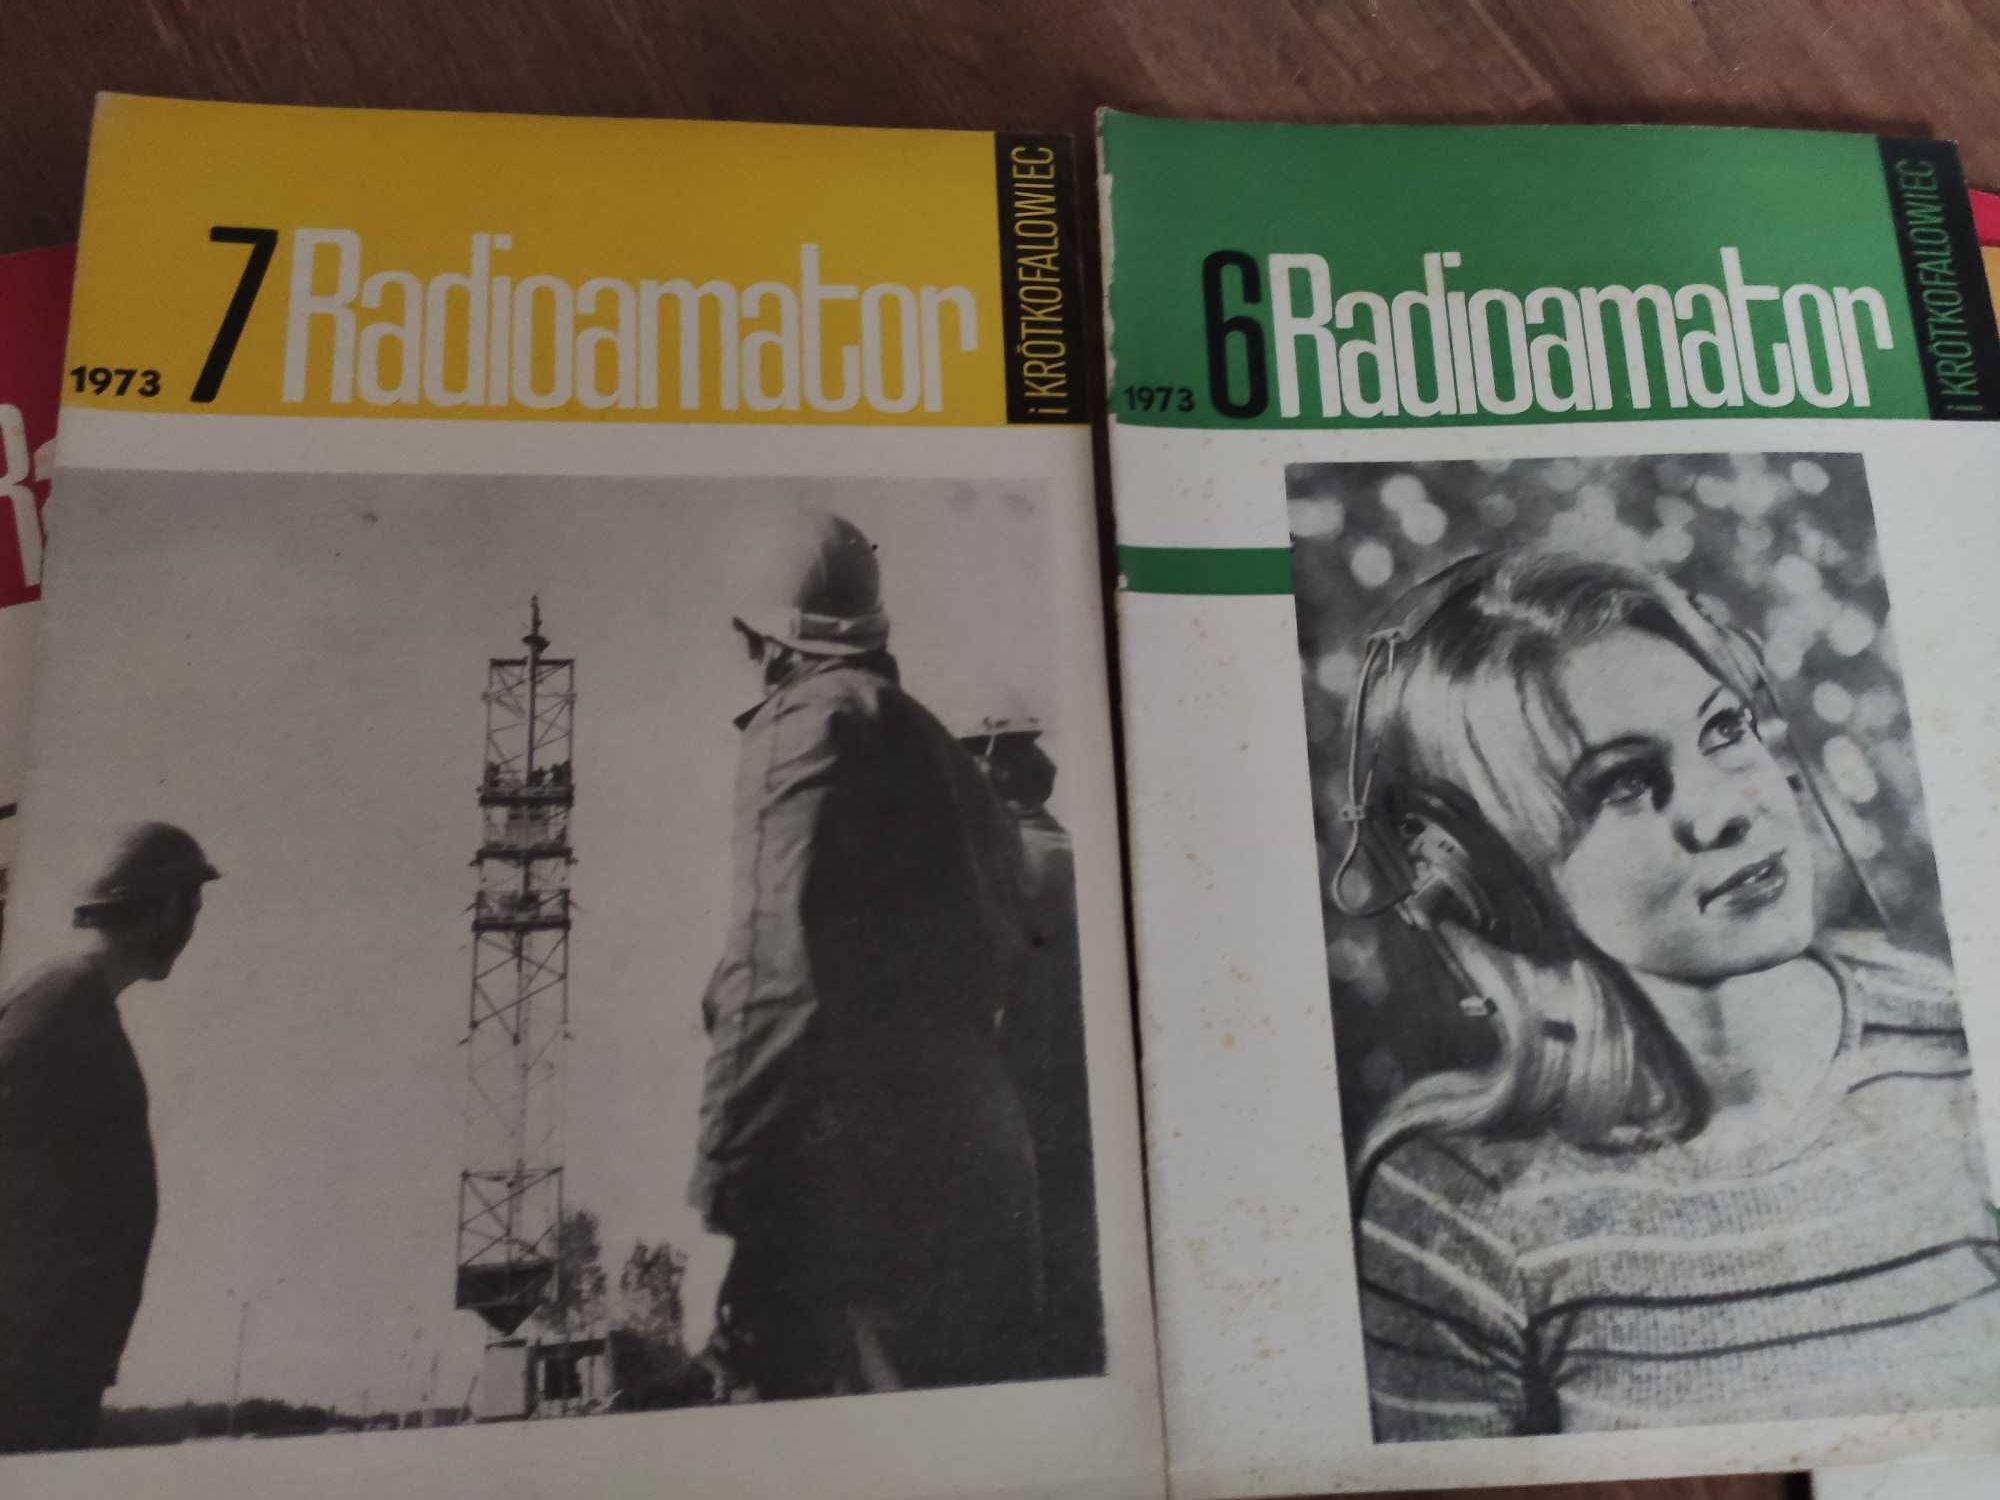 1973 7 Radioamator
i KRÓTKOFALOWIEC
1973 6 Radioamator
i KRÓTKOFALOWIEC